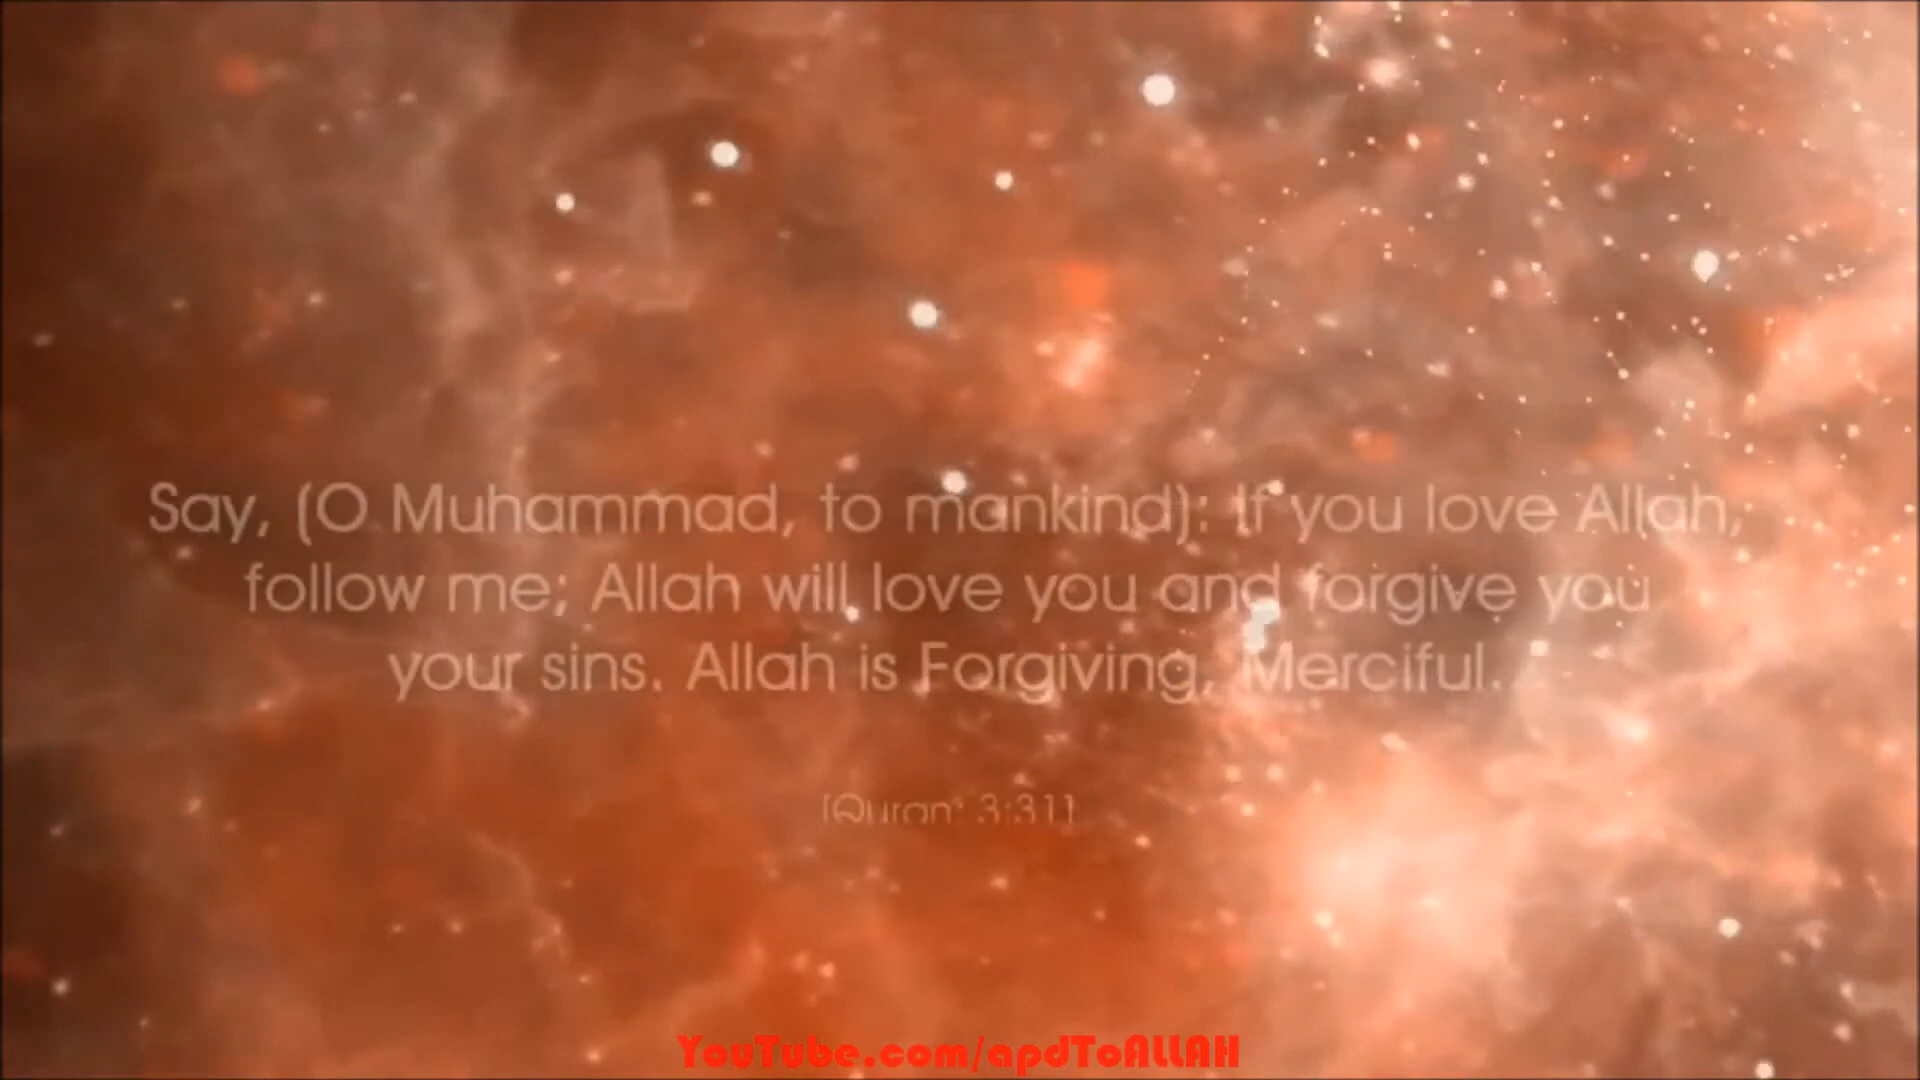 Say, (O Muhammad, to mankind): If you love Allah,
follow me; Allah will love you and forgive you
your sins. Allah is Forgiving, Merciful.
[Quran: 3:31]
YouTube.com/apdToALLAH